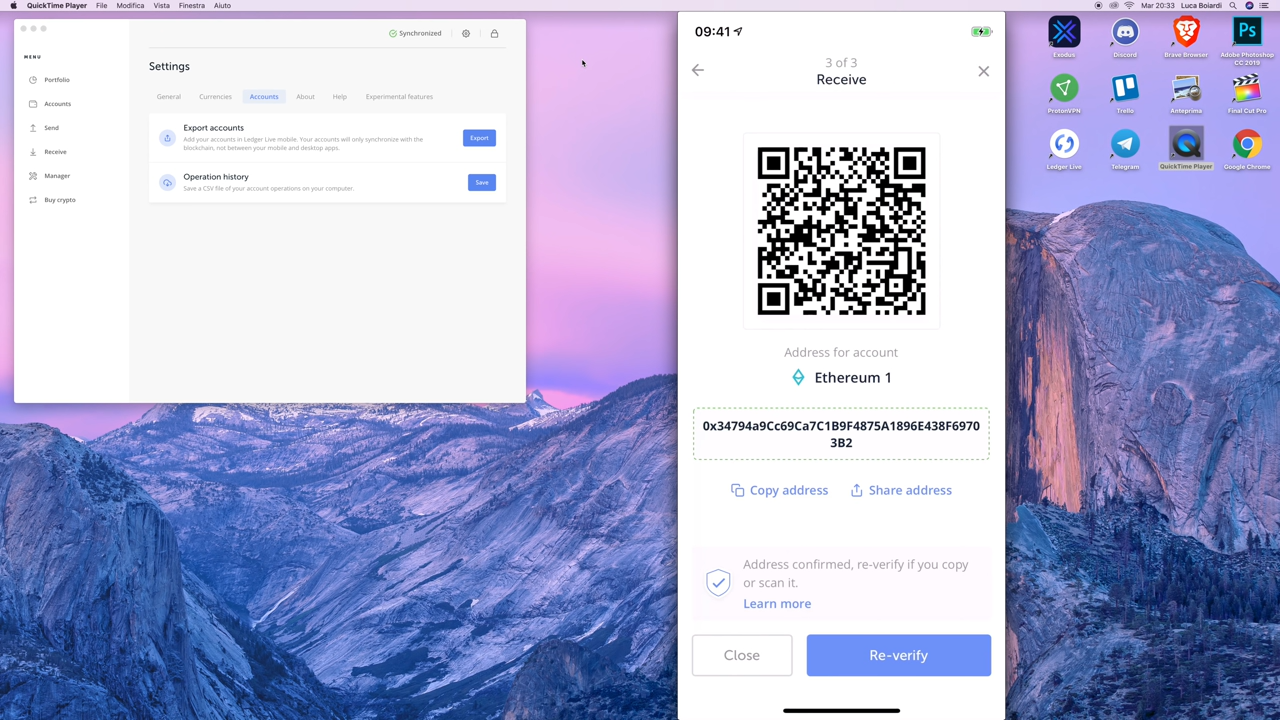 QuickTime Player File Modifica Vista Finestra Aiuto
Mar 20:33 Luca Boiardi
Synchronized
MENU
Portfolio
Accounts
Send
Receive
Manager
Buy crypto
Settings
General Currencies Accounts About Help Experimental features
Export accounts
Add your accounts in Ledger Live mobile. Your accounts will only synchronize with the
blockchain, not between your mobile and desktop apps.
Export
Operation history
Save a CSV file of your account operations on your computer.
Save
09:41
3 of 3
Receive
Address for account
Ethereum 1
0x34794a9Cc69Ca7C1B9F4875A1896E438F6970
3B2
Copy address Share address
Address confirmed, re-verify if you copy
or scan it.
Learn more
Close Re-verify
Ps
Exodus Discord Brave Browser Adobe Photoshop
CC 2019
ProtonVPN Trello Anteprima Final Cut Pro
Ledger Live Telegram QuickTime Player Google Chrome